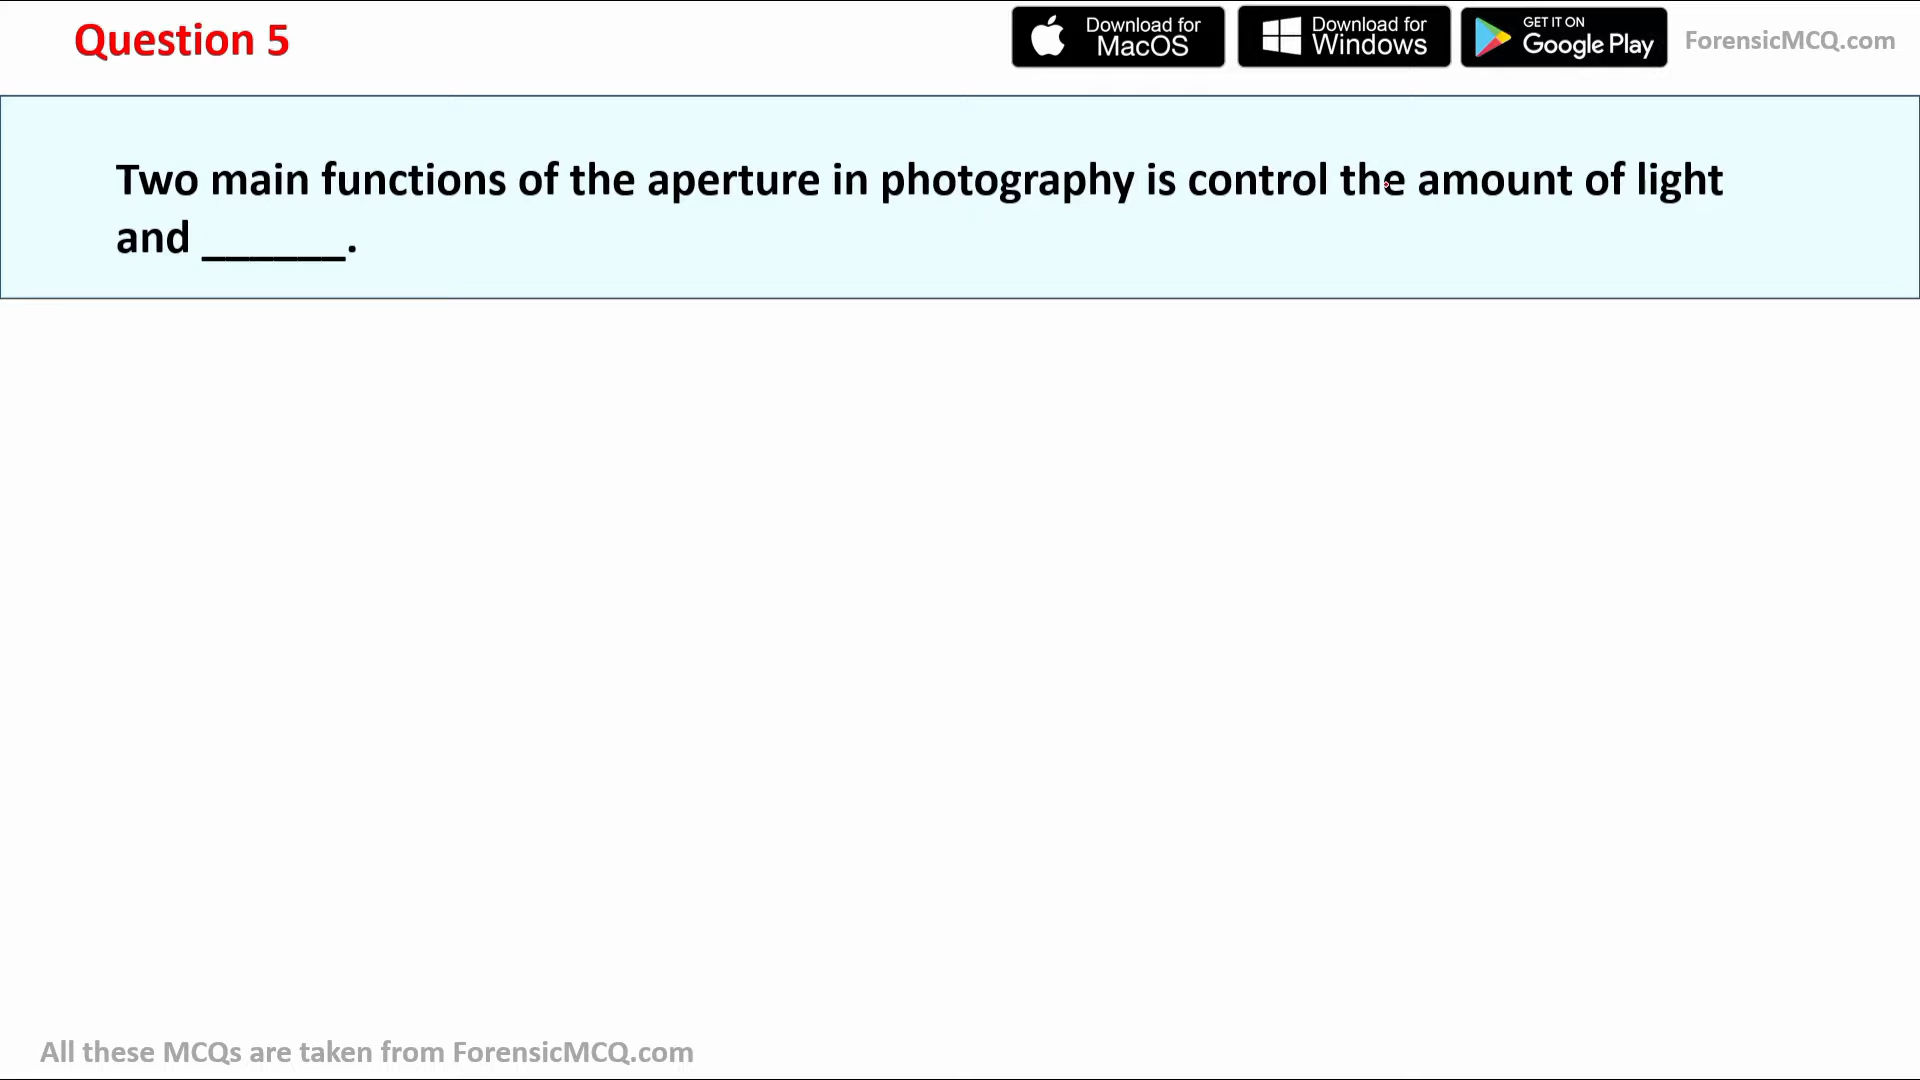 Question 5
Download for
MacOS
Download for
Windows
GET IT ON
Google Play
ForensicMCQ.com
Two main functions of the aperture in photography is control the amount of light
and ______.
All these MCQs are taken from ForensicMCQ.com